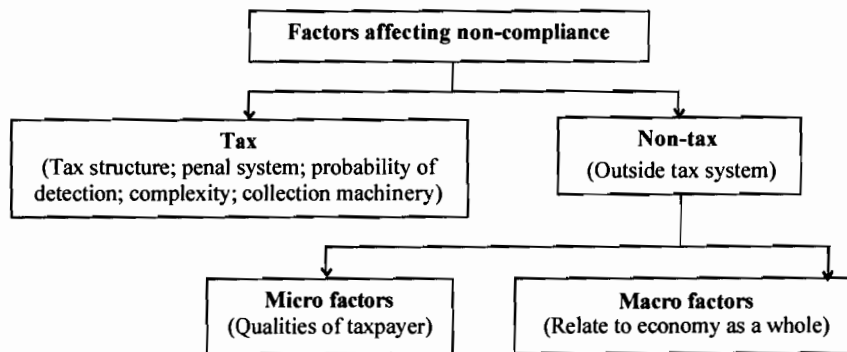 Factors affecting non-compliance
Tax
(Tax structure; penal system; probability of
detection; complexity; collection machinery)
Non-tax
(Outside tax system)
Micro factors
(Qualities of taxpayer)
Macro factors
(Relate to economy as a whole)